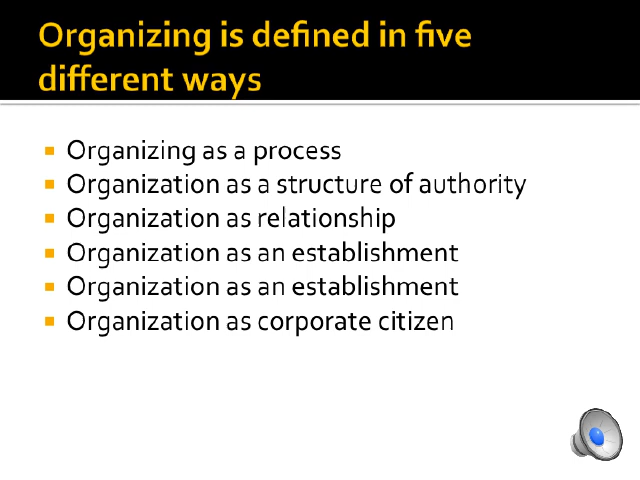 Organizing is defined in five
different ways
Organizing as a process
Organization as a structure of authority
Organization as relationship
Organization as an establishment
Organization as an establishment
Organization as corporate citizen